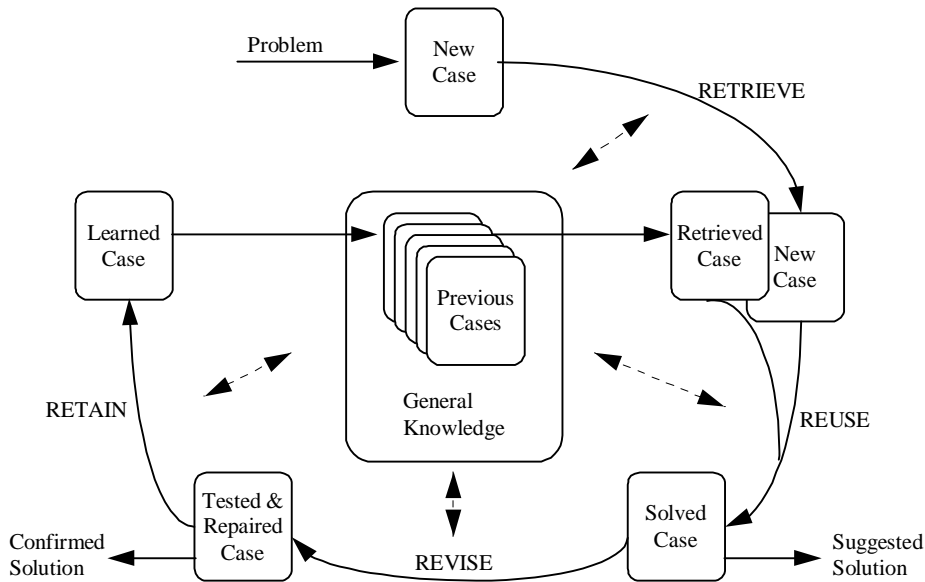 Problem
New
Case
RETRIEVE
Learned
Case
Retrieved
Case
New
Case
Previous
Cases
General
Knowledge
RETAIN
REUSE
Tested &
Repaired
Case
Solved
Case
Confirmed
Solution
REVISE
Suggested
Solution